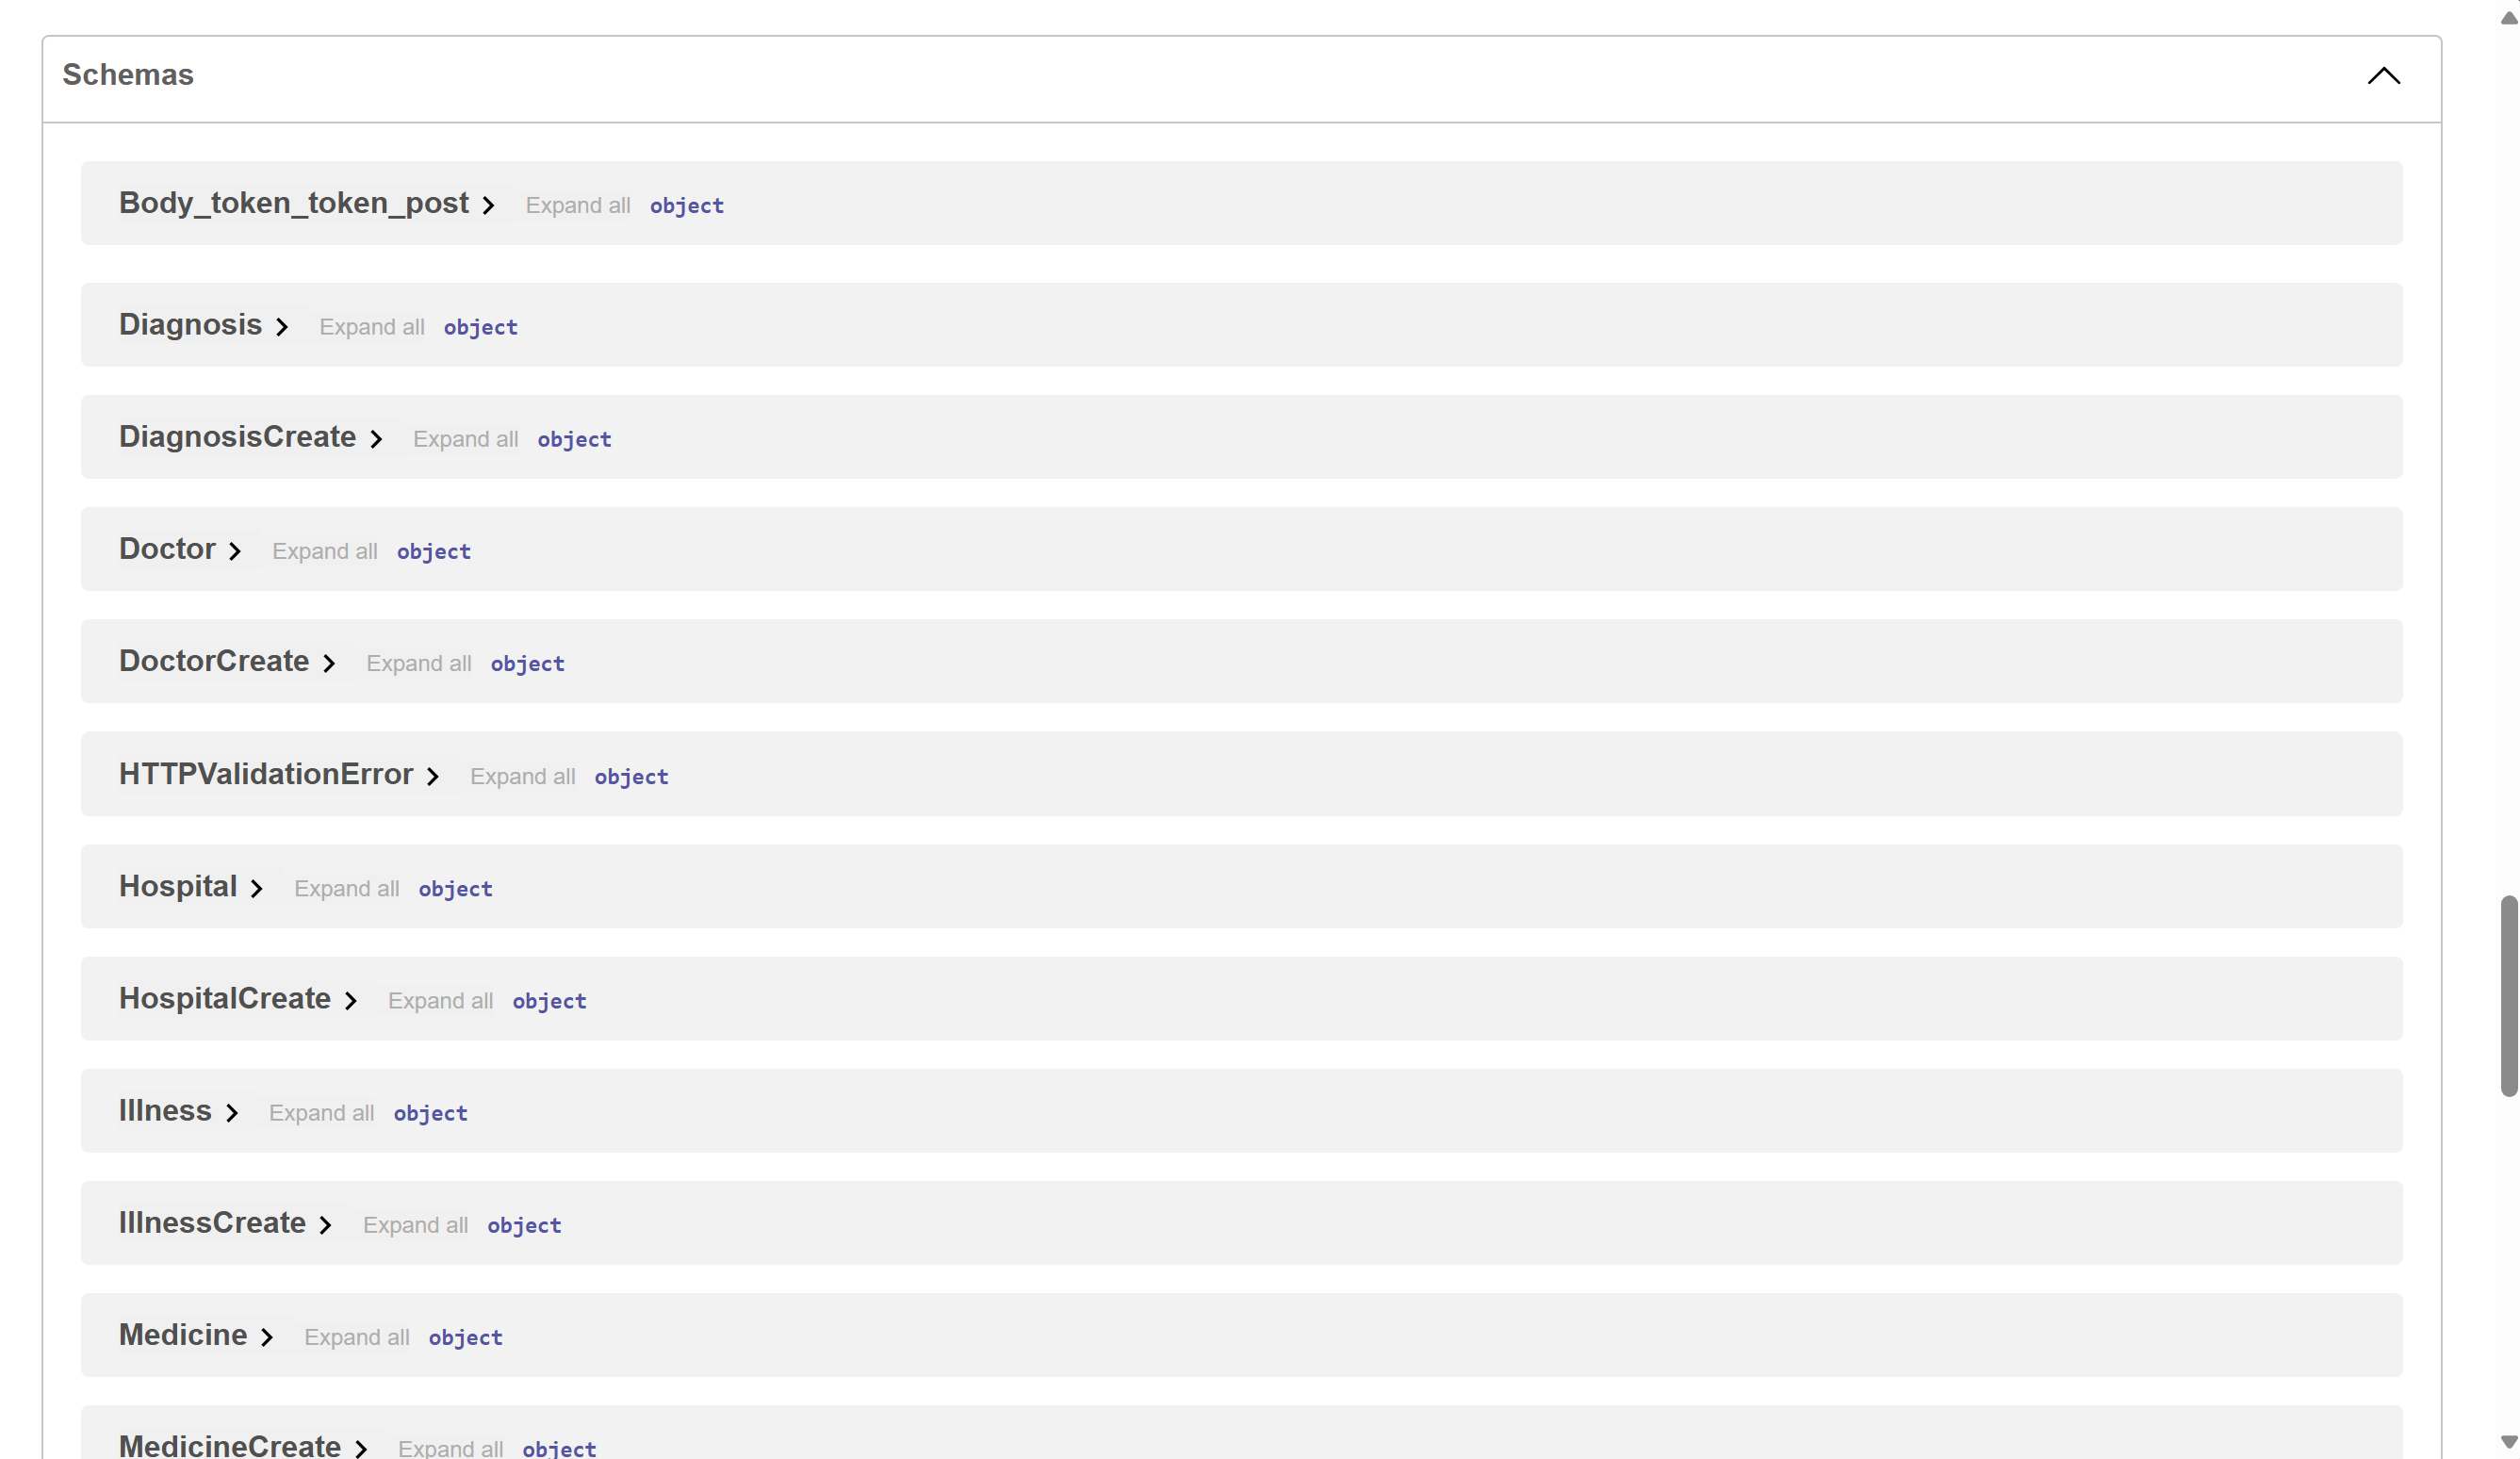 Schemas
Body_token_token_post Expand all object
Diagnosis Expand all object
DiagnosisCreate Expand all object
Doctor Expand all object
DoctorCreate Expand all object
HTTPValidationError Expand all object
Hospital Expand all object
HospitalCreate Expand all object
Illness Expand all object
IllnessCreate Expand all object
Medicine Expand all object
MedicineCreate Expand all object